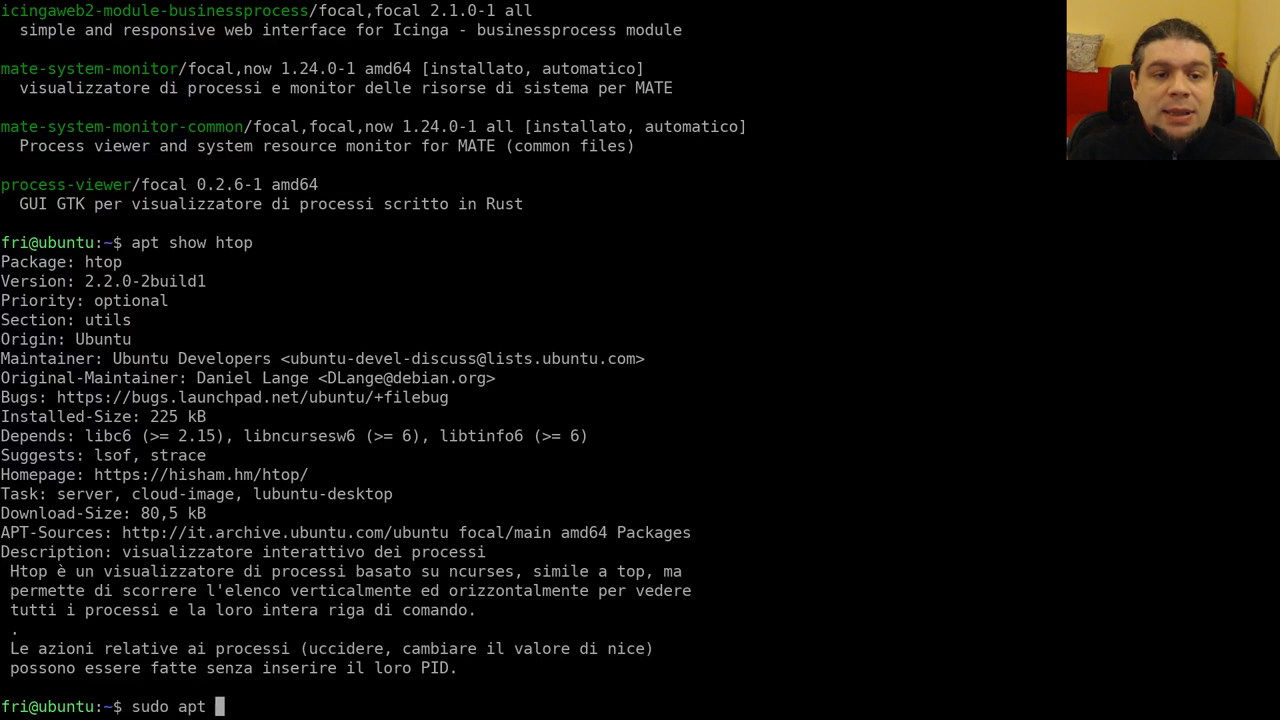 icingaweb2-module-businessprocess/focal,focal 2.1.0-1 all
simple and responsive web interface for Icinga - businessprocess module
mate-system-monitor/focal,now 1.24.0-1 amd64 [installato, automatico]
visualizzatore di processi e monitor delle risorse di sistema per MATE
mate-system-monitor-common/focal,focal,now 1.24.0-1 all [installato, automatico]
Process viewer and system resource monitor for MATE (common files)
process-viewer/focal 0.2.6-1 amd64
GUI GTK per visualizzatore di processi scritto in Rust
fri@ubuntu:~$ apt show htop
Package: htop
Version: 2.2.0-2build1
Priority: optional
Section: utils
Origin: Ubuntu
Maintainer: Ubuntu Developers <ubuntu-devel-discuss@lists.ubuntu.com>
Original-Maintainer: Daniel Lange <DLange@debian.org>
Bugs: https://bugs.launchpad.net/ubuntu/+filebug
Installed-Size: 225 kB
Depends: libc6 (>= 2.15), libncursesw6 (>= 6), libtinfo6 (>= 6)
Suggests: lsof, strace
Homepage: https://hisham.hm/htop/
Task: server, cloud-image, lubuntu-desktop
Download-Size: 80,5 kB
APT-Sources: http://it.archive.ubuntu.com/ubuntu focal/main amd64 Packages
Description: visualizzatore interattivo dei processi
Htop è un visualizzatore di processi basato su ncurses, simile a top, ma
permette di scorrere l'elenco verticalmente ed orizzontalmente per vedere
tutti i processi e la loro intera riga di comando.
.
Le azioni relative ai processi (uccidere, cambiare il valore di nice)
possono essere fatte senza inserire il loro PID.
fri@ubuntu:~$ sudo apt